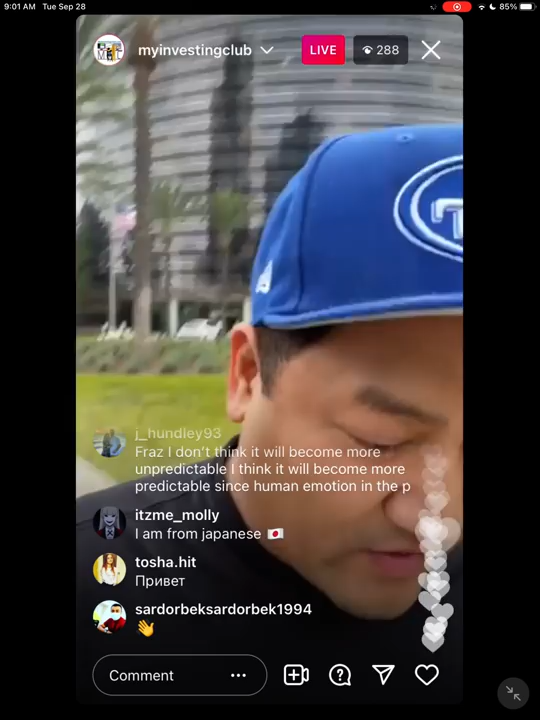 9:01 AM Tue Sep 28
85%
myinvestingclub
LIVE
288
j_hundley93
Fraz I don't think it will become more
unpredictable I think it will become more
predictable since human emotion in the p
itzme_molly
I am from japanese 🇯🇵
tosha.hit
Привет
sardorbeksardorbek1994
👋
Comment